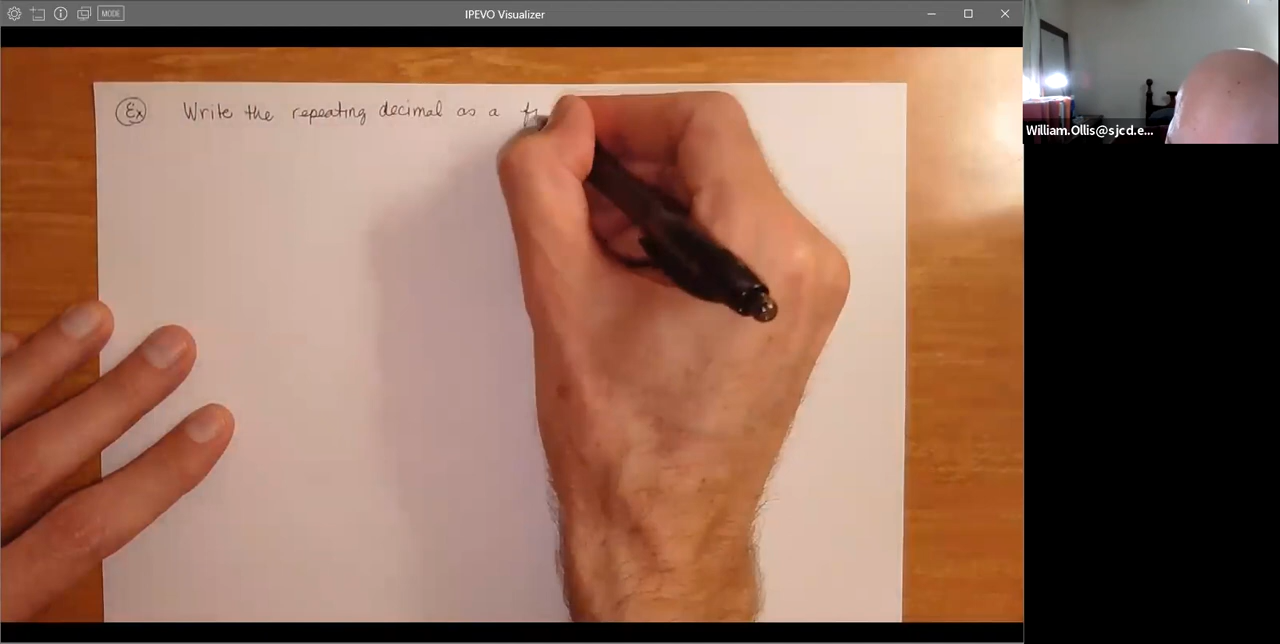 MODE
IPEVO Visualizer
Ex Write the repeating decimal as a
William.Ollis@sjcd.e...